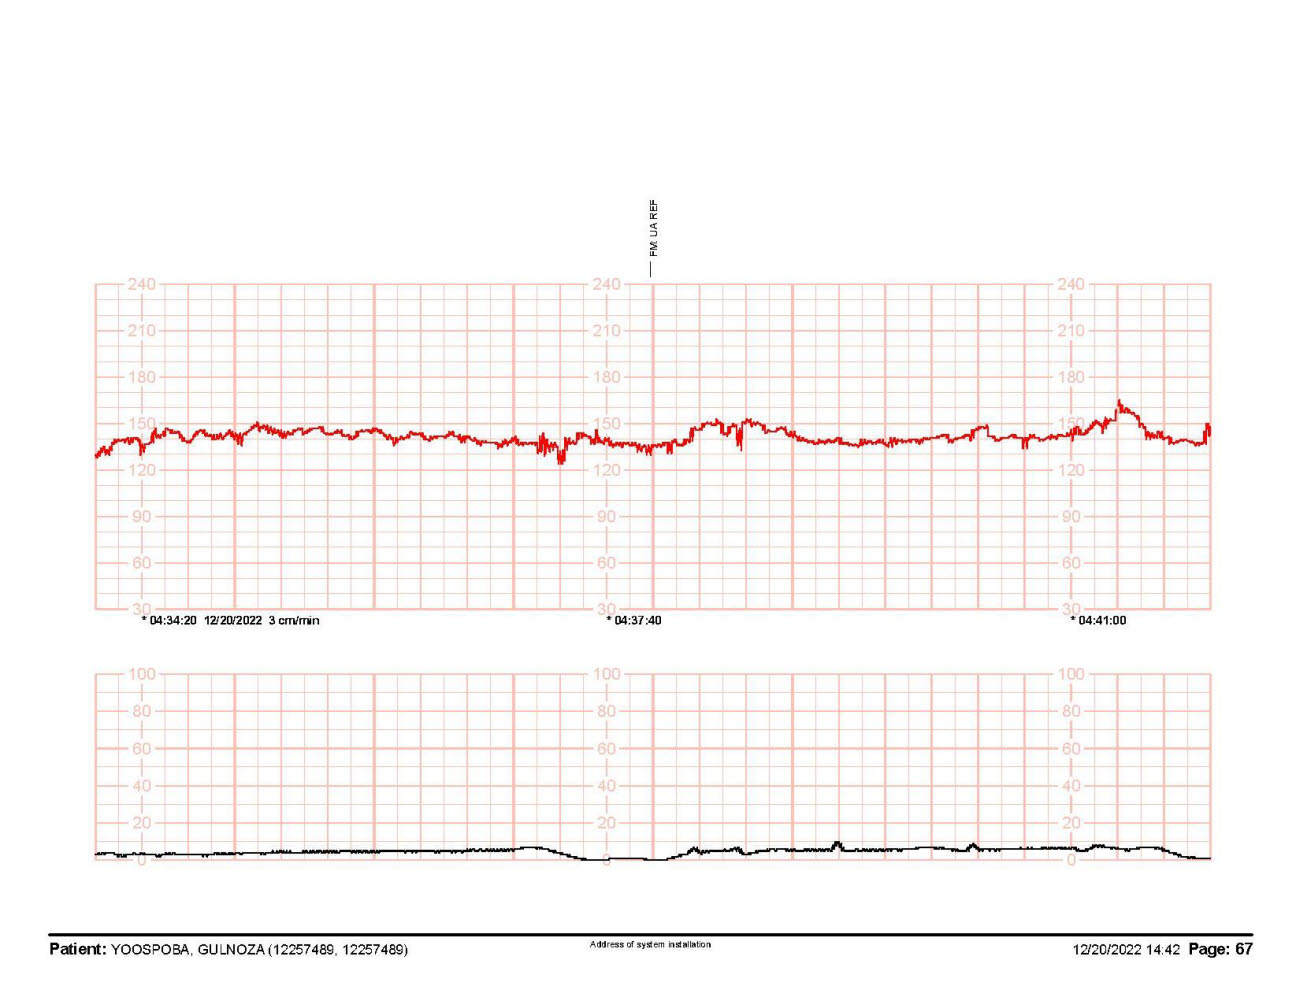 FM: UA REF
240 240 240
210 210 210
180 180 180
150 150 150
120 120 120
90 90 90
60 60 60
30 30 30
* 04:34:20 12/20/2022 3 cm/min * 04:37:40 * 04:41:00
100 100 100
80 80 80
60 60 60
40 40 40
20 20 20
0 0 0
Patient: YOOSPOBA, GULNOZA (12257489, 12257489) Address of system installation 12/20/2022 14:42 Page: 67